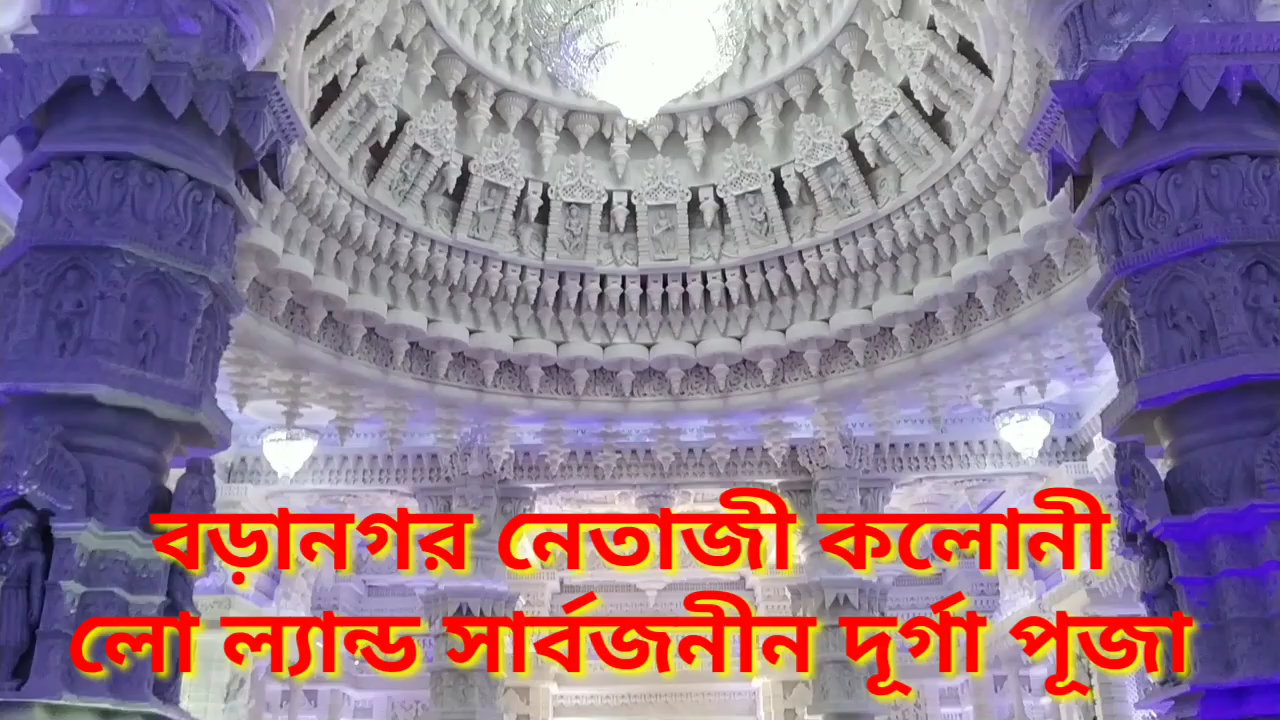 বড়ানগর নেতাজী কলোনী
লো ল্যান্ড সার্বজনীন দূর্গা পূজা